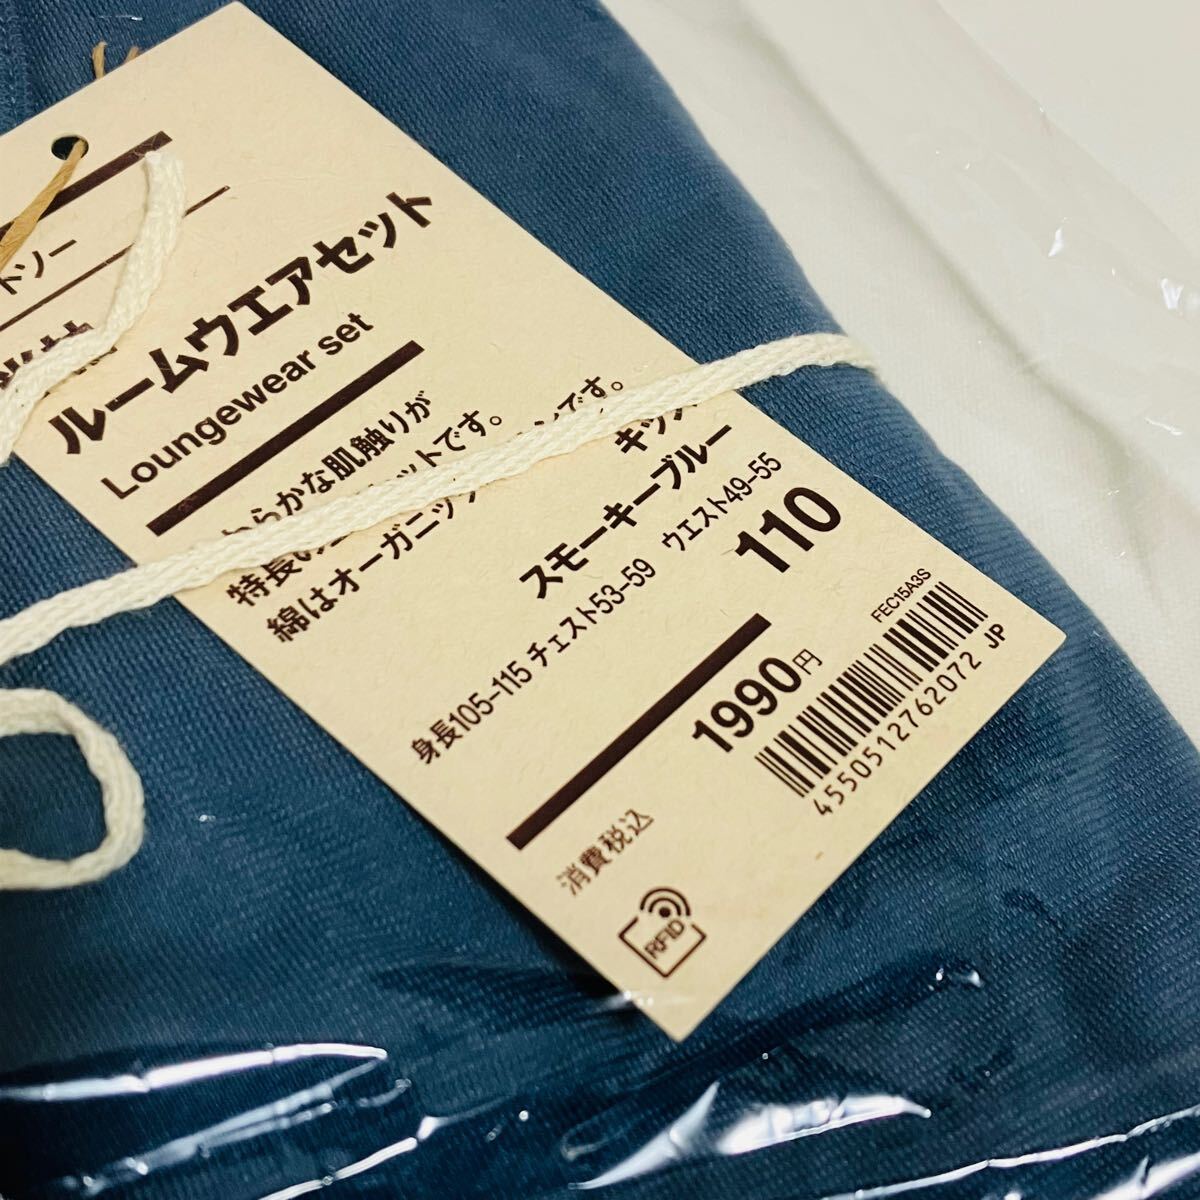 ドソー
ルームウエアセット
Loungewear set
らかな肌触りが
特長の ットです。
綿はオーガニッ ンです。
キッ
スモーキーブルー
身長105-115 チェスト53-59 ウエスト49-55
110
1990円
消費税込
FEC15A3S
4550512762072 JP
RFID